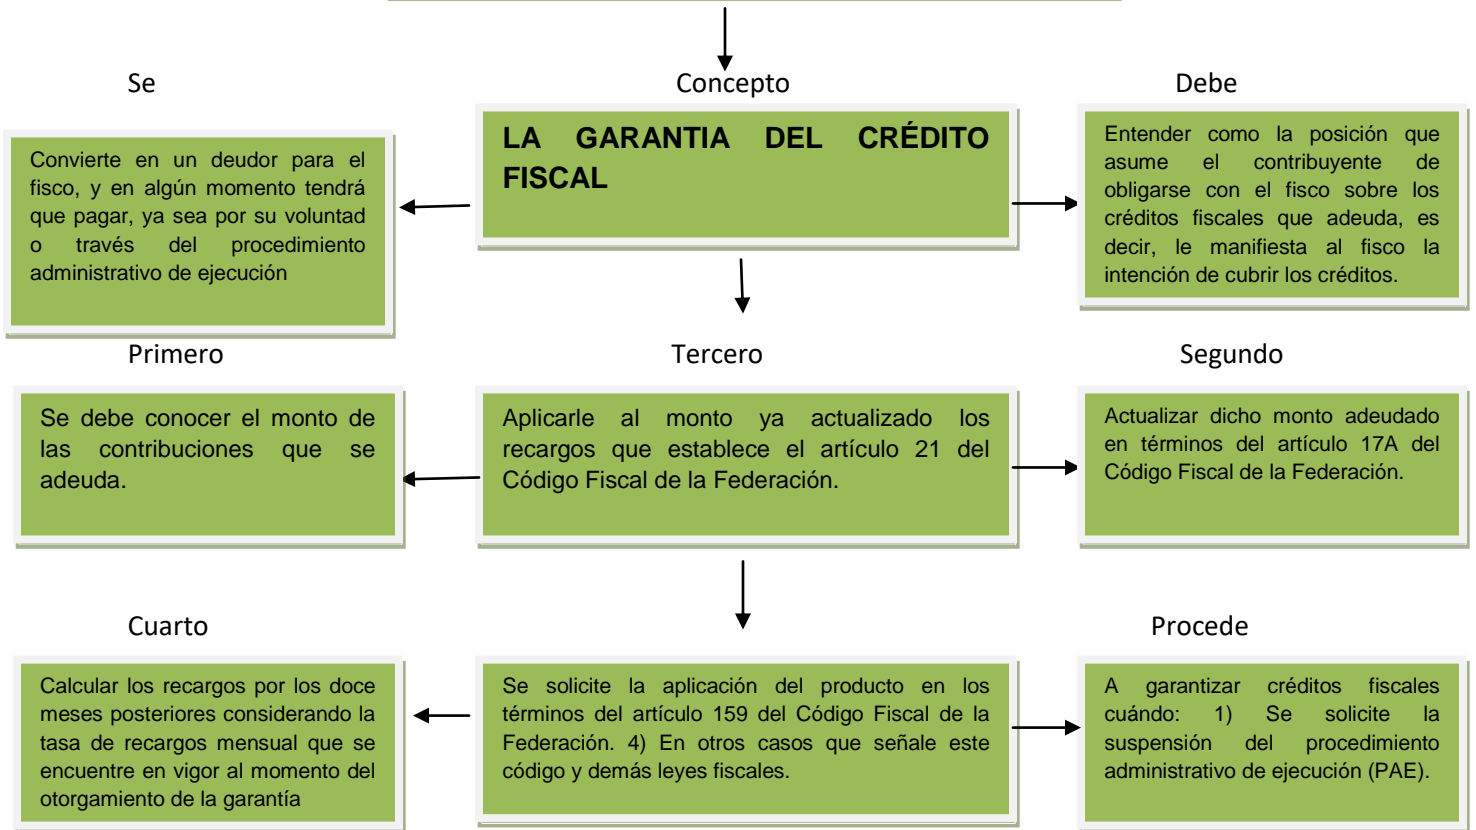 Se
Concepto
Debe
Convierte en un deudor para el
fisco, y en algún momento tendrá
que pagar, ya sea por su voluntad
o través del procedimiento
administrativo de ejecución
LA GARANTIA DEL CRÉDITO
FISCAL
Entender como la posición que
asume el contribuyente de
obligarse con el fisco sobre los
créditos fiscales que adeuda, es
decir, le manifiesta al fisco la
intención de cubrir los créditos.
Primero
Tercero
Segundo
Se debe conocer el monto de
las contribuciones que se
adeuda.
Aplicarle al monto ya actualizado los
recargos que establece el artículo 21 del
Código Fiscal de la Federación.
Actualizar dicho monto adeudado
en términos del artículo 17A del
Código Fiscal de la Federación.
Cuarto
Procede
Calcular los recargos por los doce
meses posteriores considerando la
tasa de recargos mensual que se
encuentre en vigor al momento del
otorgamiento de la garantía
Se solicite la aplicación del producto en los
términos del artículo 159 del Código Fiscal de la
Federación. 4) En otros casos que señale este
código y demás leyes fiscales.
A garantizar créditos fiscales
cuándo: 1) Se solicite la
suspensión del procedimiento
administrativo de ejecución (PAE).